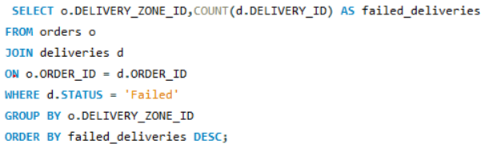 SELECT o.DELIVERY_ZONE_ID,COUNT(d.DELIVERY_ID) AS failed_deliveries
FROM orders o
JOIN deliveries d
ON o.ORDER_ID = d.ORDER_ID
WHERE d.STATUS = 'Failed'
GROUP BY o.DELIVERY_ZONE_ID
ORDER BY failed_deliveries DESC;